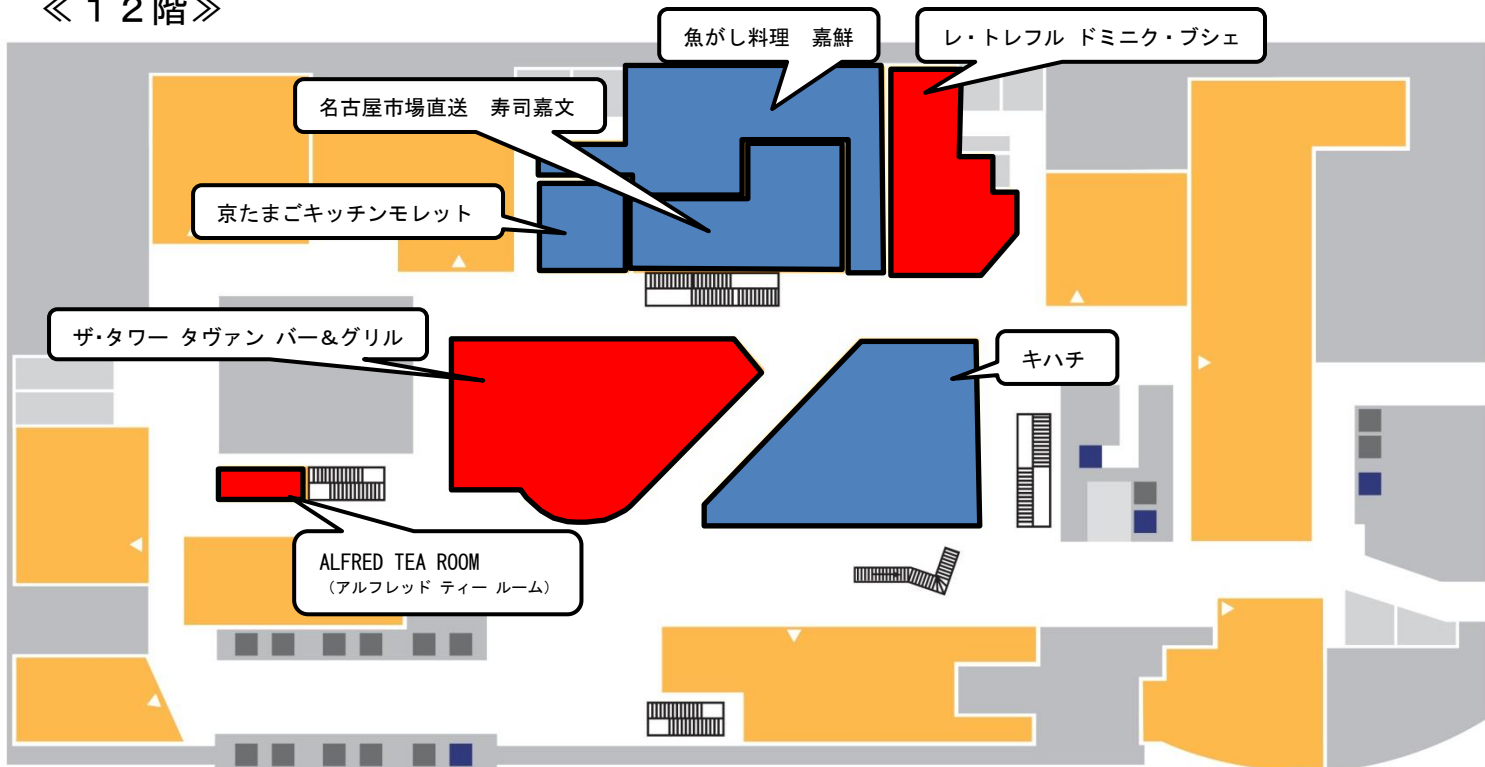 ≪１２階≫
魚がし料理　嘉鮮
レ・トレフル ドミニク・ブシェ
名古屋市場直送　寿司嘉文
京たまごキッチンモレット
ザ・タワー タヴァン バー&グリル
キハチ
ALFRED TEA ROOM
（アルフレッド ティー ルーム）